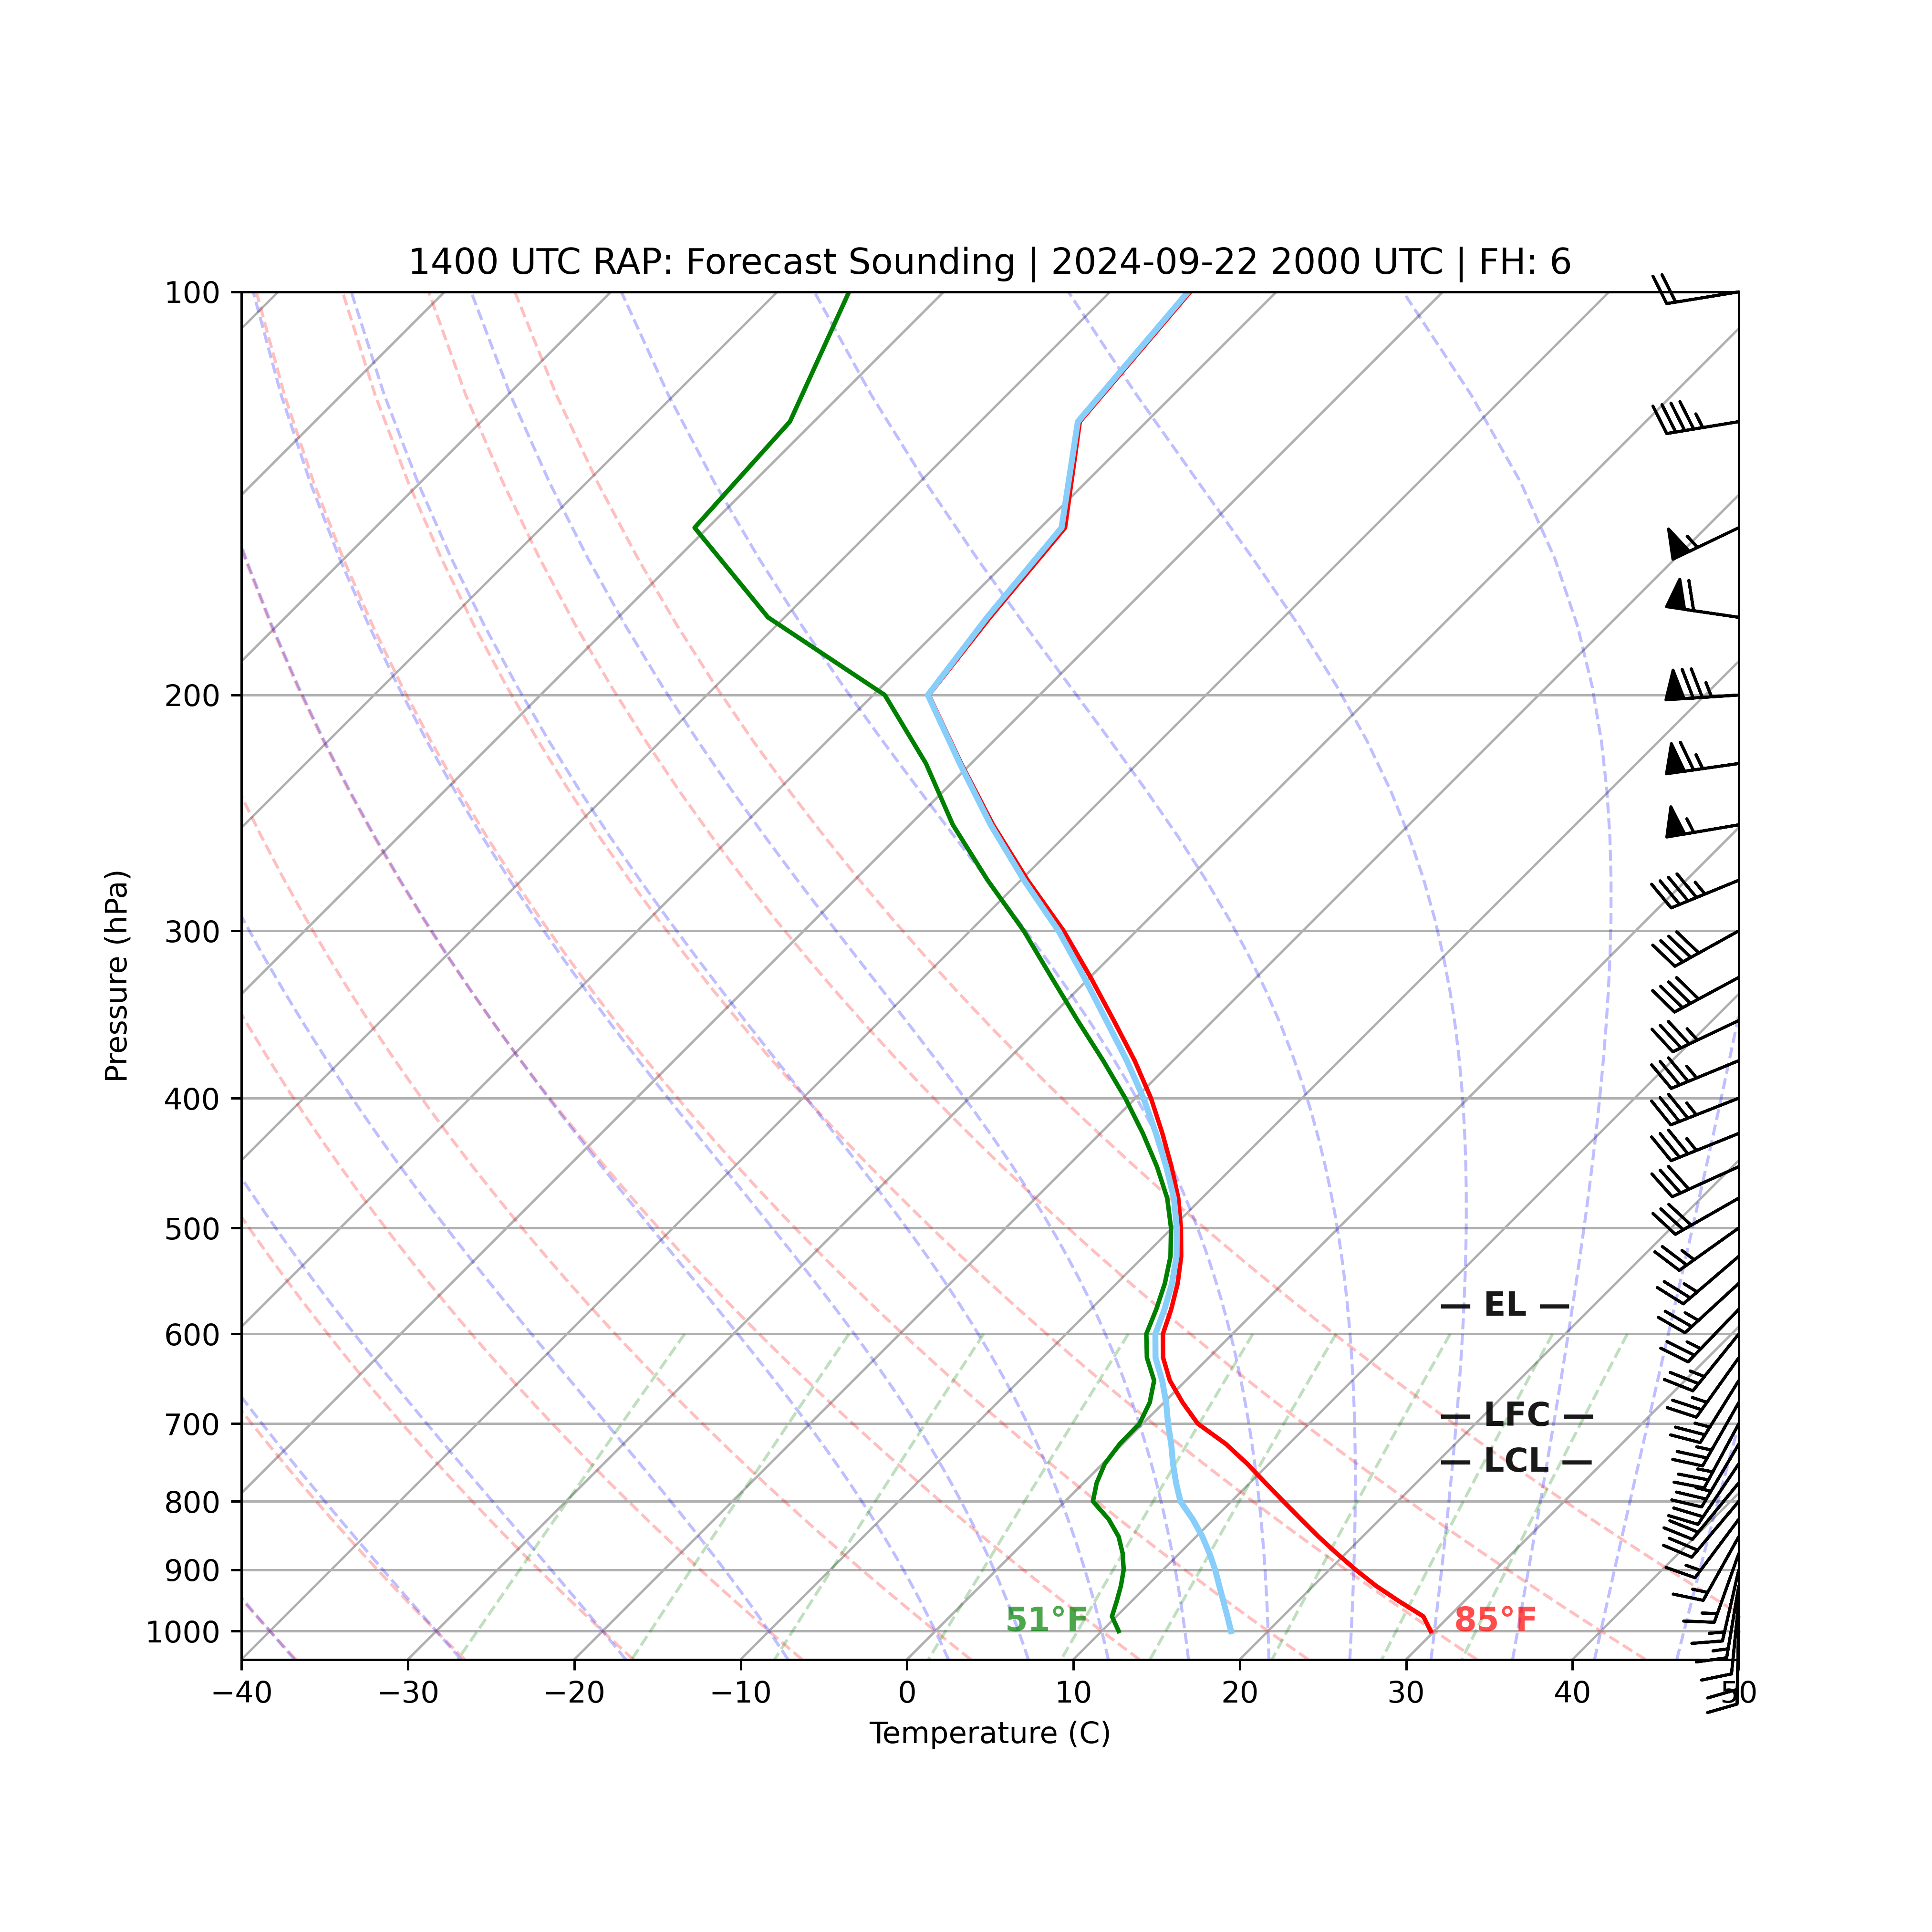 1400 UTC RAP: Forecast Sounding | 2024-09-22 2000 UTC | FH: 6
100
200
300
400
500
600
700
800
900
1000
Pressure (hPa)
— EL —
— LFC —
— LCL —
51°F
85°F
−40 −30 −20 −10 0 10 20 30 40 50
Temperature (C)